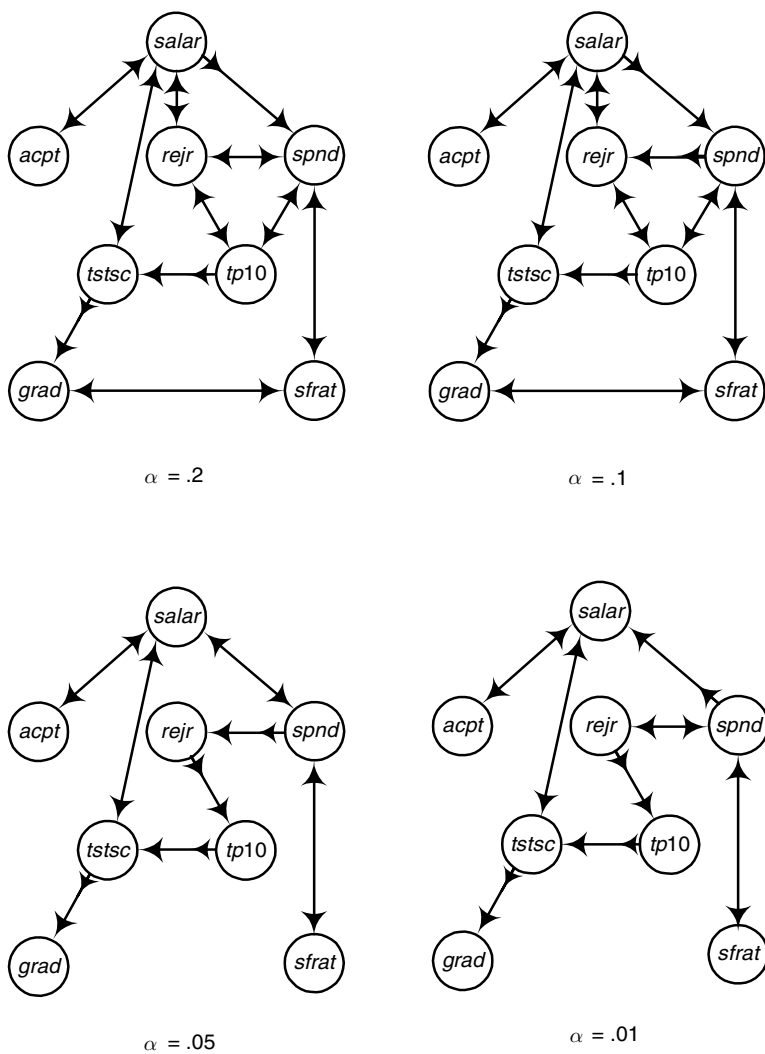 salar salar
acpt rejr spnd acpt rejr spnd
tstsc tp10 tstsc tp10
grad sfrat grad sfrat
α = .2 α = .1
salar salar
acpt rejr spnd acpt rejr spnd
tstsc tp10 tstsc tp10
grad sfrat grad sfrat
α = .05 α = .01